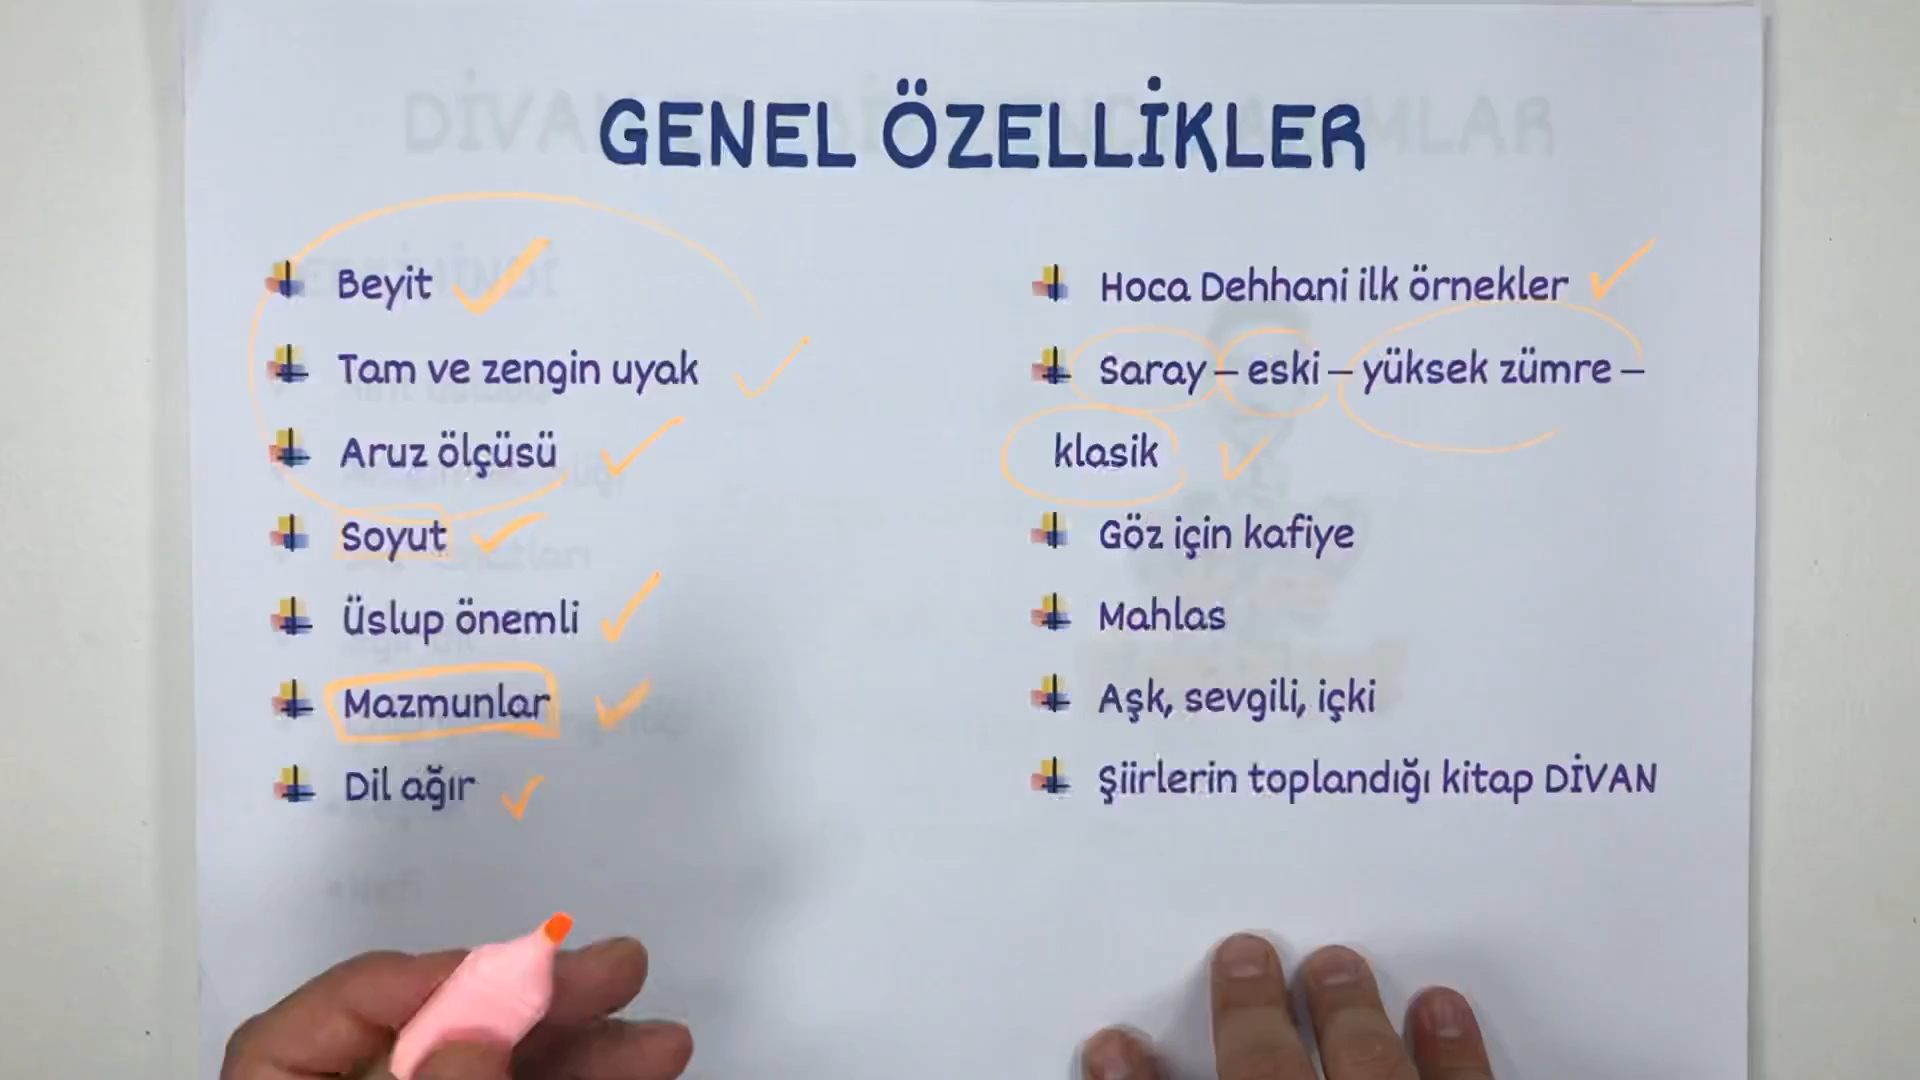 GENEL ÖZELLİKLER
Beyit
Tam ve zengin uyak
Aruz ölçüsü
Soyut
Üslup önemli
Mazmunlar
Dil ağır
Hoca Dehhani ilk örnekler
Saray – eski – yüksek zümre –
klasik
Göz için kafiye
Mahlas
Aşk, sevgili, içki
Şiirlerin toplandığı kitap DİVAN